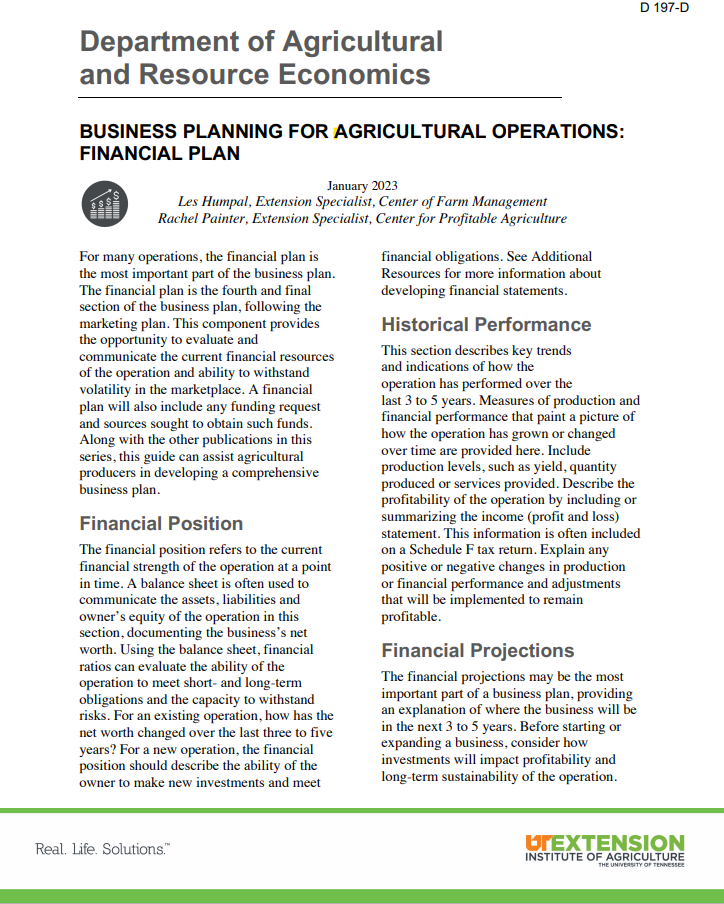 D 197-D
Department of Agricultural
and Resource Economics
BUSINESS PLANNING FOR AGRICULTURAL OPERATIONS:
FINANCIAL PLAN
January 2023
Les Humpal, Extension Specialist, Center of Farm Management
Rachel Painter, Extension Specialist, Center for Profitable Agriculture
For many operations, the financial plan is
the most important part of the business plan.
The financial plan is the fourth and final
section of the business plan, following the
marketing plan. This component provides
the opportunity to evaluate and
communicate the current financial resources
of the operation and ability to withstand
volatility in the marketplace. A financial
plan will also include any funding request
and sources sought to obtain such funds.
Along with the other publications in this
series, this guide can assist agricultural
producers in developing a comprehensive
business plan.
Financial Position
The financial position refers to the current
financial strength of the operation at a point
in time. A balance sheet is often used to
communicate the assets, liabilities and
owner’s equity of the operation in this
section, documenting the business’s net
worth. Using the balance sheet, financial
ratios can evaluate the ability of the
operation to meet short- and long-term
obligations and the capacity to withstand
risks. For an existing operation, how has the
net worth changed over the last three to five
years? For a new operation, the financial
position should describe the ability of the
owner to make new investments and meet
financial obligations. See Additional
Resources for more information about
developing financial statements.
Historical Performance
This section describes key trends
and indications of how the
operation has performed over the
last 3 to 5 years. Measures of production and
financial performance that paint a picture of
how the operation has grown or changed
over time are provided here. Include
production levels, such as yield, quantity
produced or services provided. Describe the
profitability of the operation by including or
summarizing the income (profit and loss)
statement. This information is often included
on a Schedule F tax return. Explain any
positive or negative changes in production
or financial performance and adjustments
that will be implemented to remain
profitable.
Financial Projections
The financial projections may be the most
important part of a business plan, providing
an explanation of where the business will be
in the next 3 to 5 years. Before starting or
expanding a business, consider how
investments will impact profitability and
long-term sustainability of the operation.
Real. Life. Solutions.™
UT EXTENSION
INSTITUTE OF AGRICULTURE
THE UNIVERSITY OF TENNESSEE